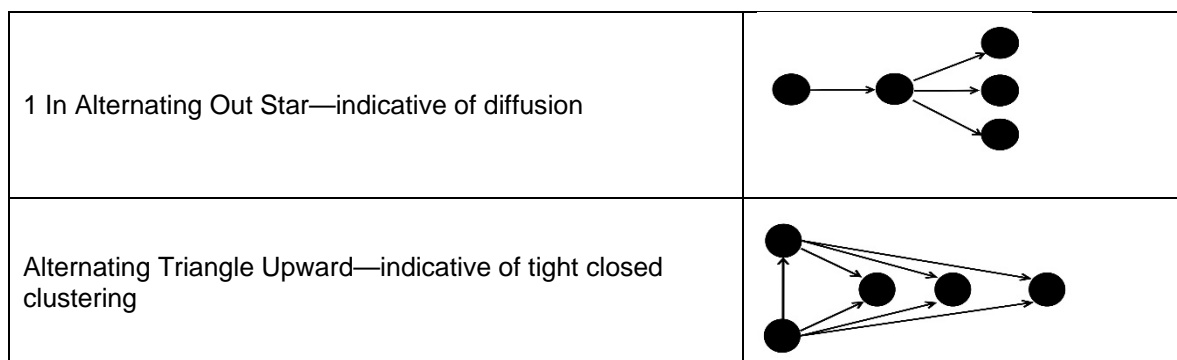 1 In Alternating Out Star—indicative of diffusion
Alternating Triangle Upward—indicative of tight closed
clustering